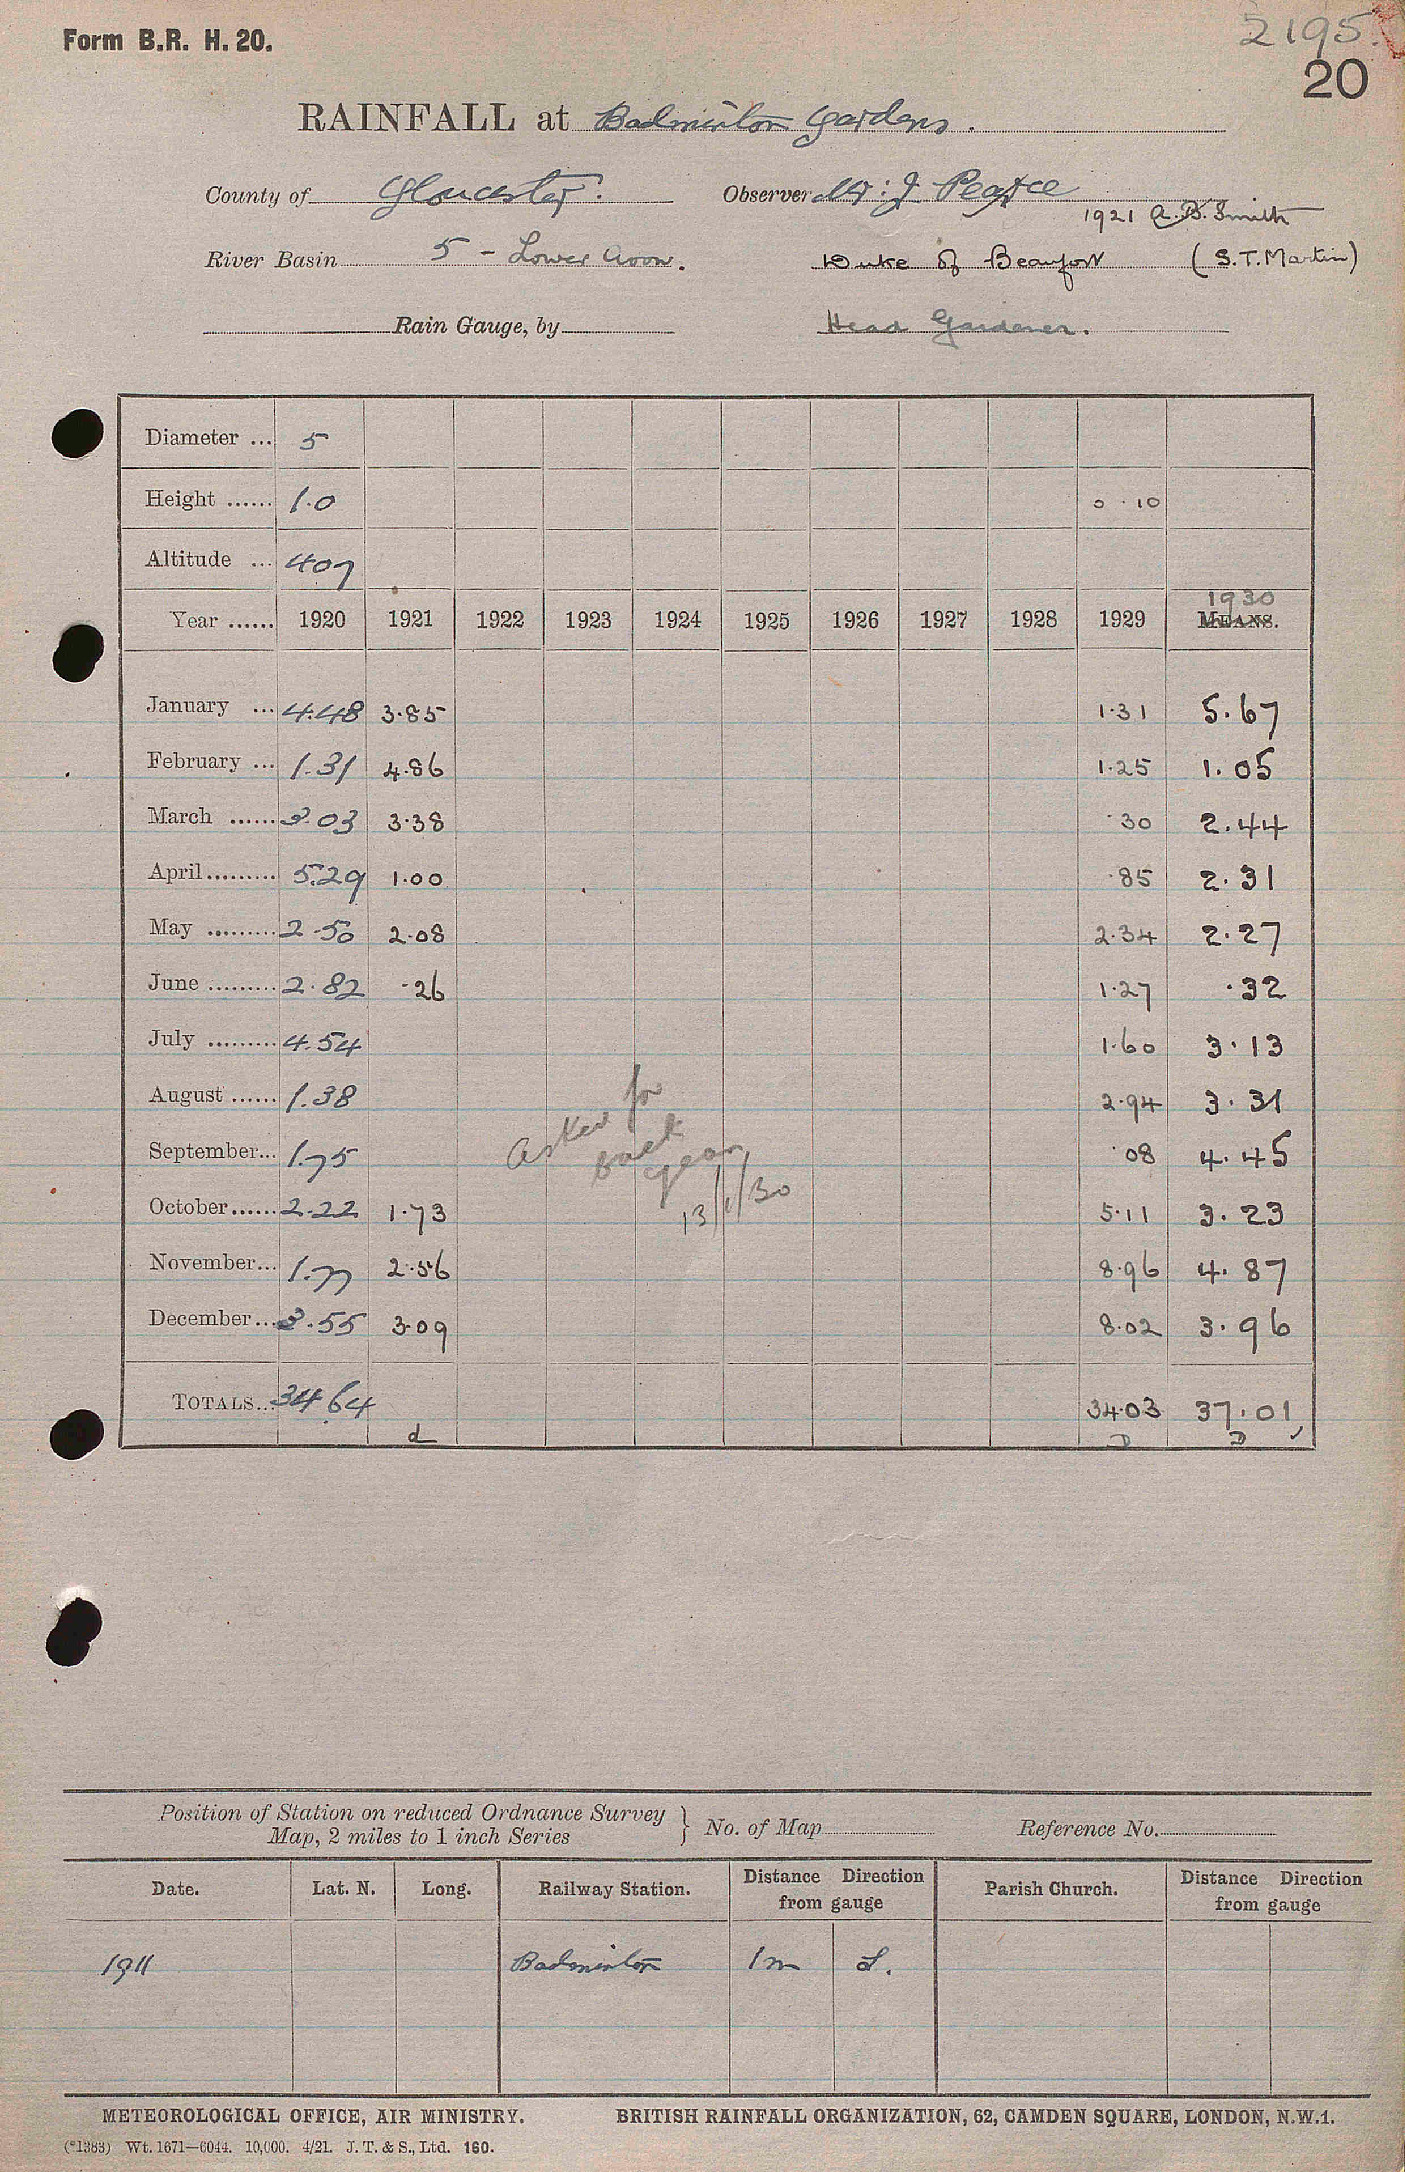 Form B.R. H. 20.
2195.
20
RAINFALL at Badminton Gardens.
County of Gloucester. Observer Mr. J Pearce
1921 A.B. Smith
River Basin 5 - Lower Avon. Duke of Beaufort (S.T. Martin)
Rain Gauge, by Head Gardener.
Diameter ... 5
Height ...... 1.0 0.10
Altitude ... 407
1930
Year ...... 1920 1921 1922 1923 1924 1925 1926 1927 1928 1929 MEANS.
January ... 4.48 3.85 1.31 5.67
February ... 1.31 4.86 1.25 1.05
March ...... 3.03 3.38 .30 2.44
April ......... 5.29 1.00 .85 2.31
May ......... 2.50 2.08 2.34 2.27
June ......... 2.82 .26 1.27 .32
July ......... 4.54 1.60 3.13
August ...... 1.38 2.94 3.31
September... 1.75 .08 4.45
October ...... 2.22 1.73 5.11 3.23
November... 1.77 2.56 8.96 4.87
December... 3.55 3.09 8.02 3.96
asked for
back
years
13/1/30
TOTALS... 34 64 34.03 37.01,
d D D
Position of Station on reduced Ordnance Survey
Map, 2 miles to 1 inch Series } No. of Map Reference No.
Date. Lat. N. Long. Railway Station. Distance Direction from gauge Parish Church. Distance Direction from gauge
1911 Badminton 1m S.
METEOROLOGICAL OFFICE, AIR MINISTRY. BRITISH RAINFALL ORGANIZATION, 62, CAMDEN SQUARE, LONDON, N.W.1.
(*1383) Wt. 1671—6044. 10,000. 4/21. J. T. & S., Ltd. 160.